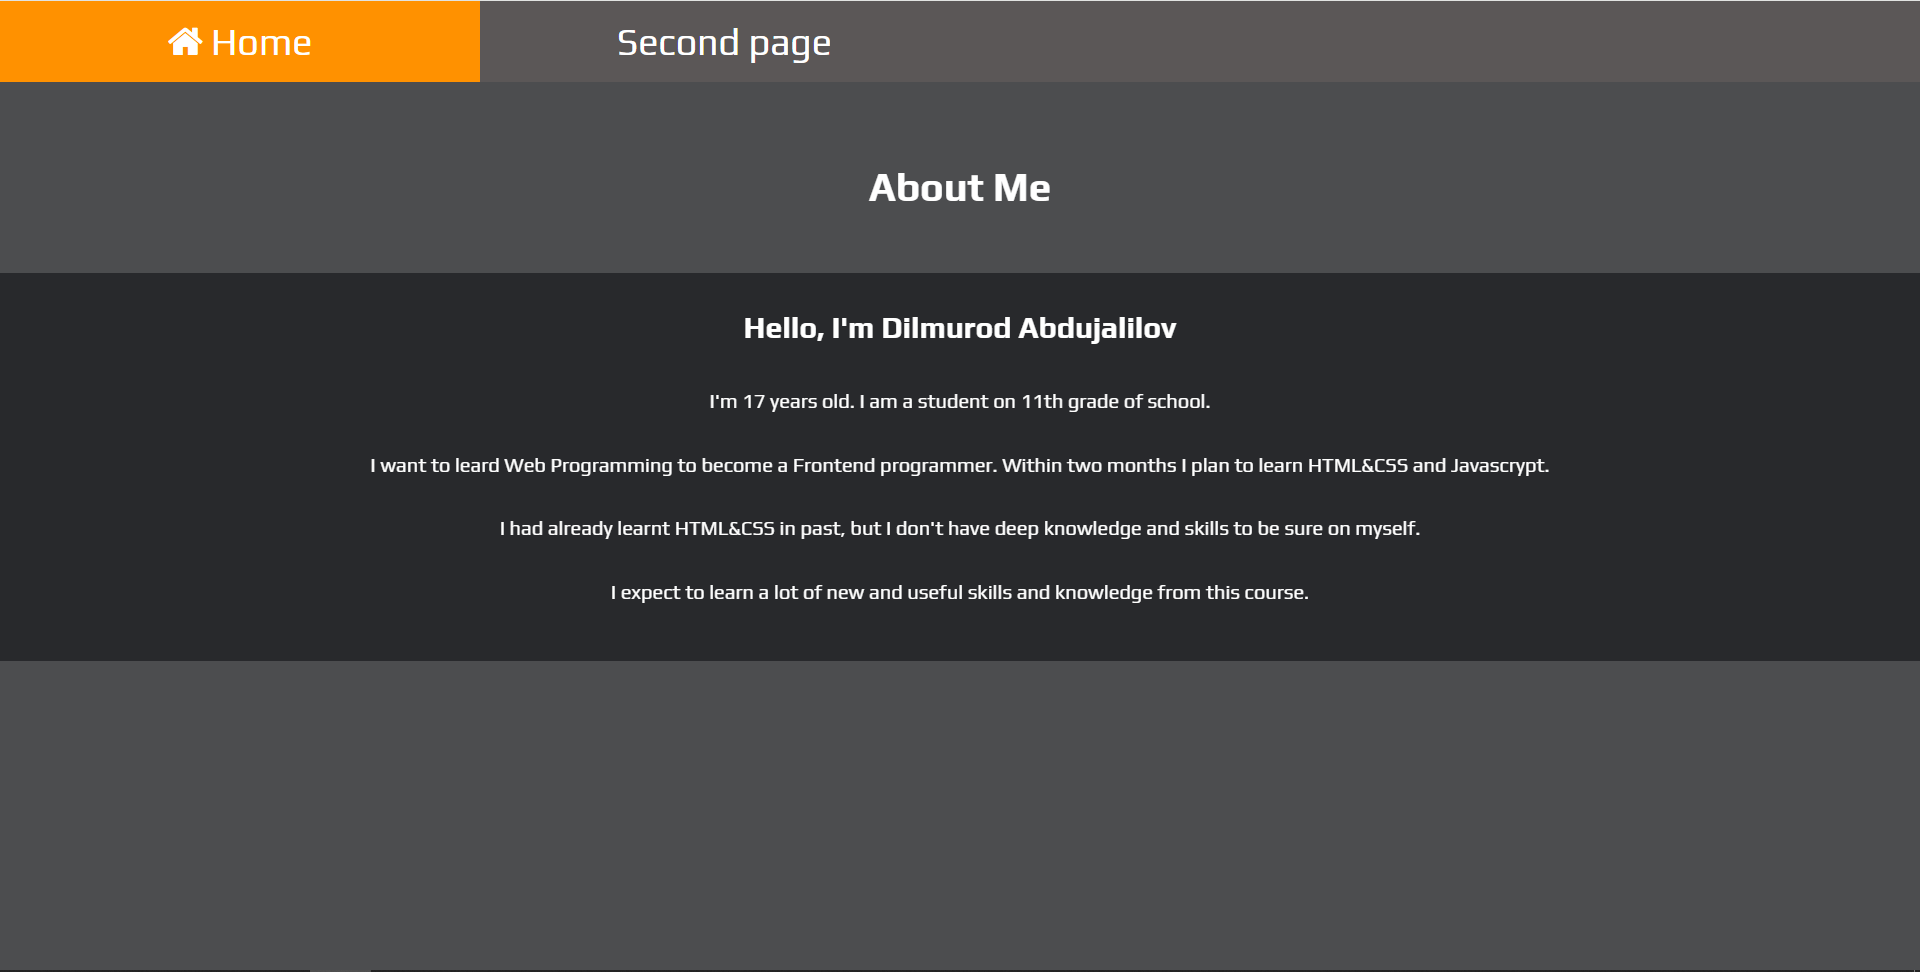 Home
Second page
About Me
Hello, I'm Dilmurod Abdujalilov
I'm 17 years old. I am a student on 11th grade of school.
I want to leard Web Programming to become a Frontend programmer. Within two months I plan to learn HTML&CSS and Javascrypt.
I had already learnt HTML&CSS in past, but I don't have deep knowledge and skills to be sure on myself.
I expect to learn a lot of new and useful skills and knowledge from this course.